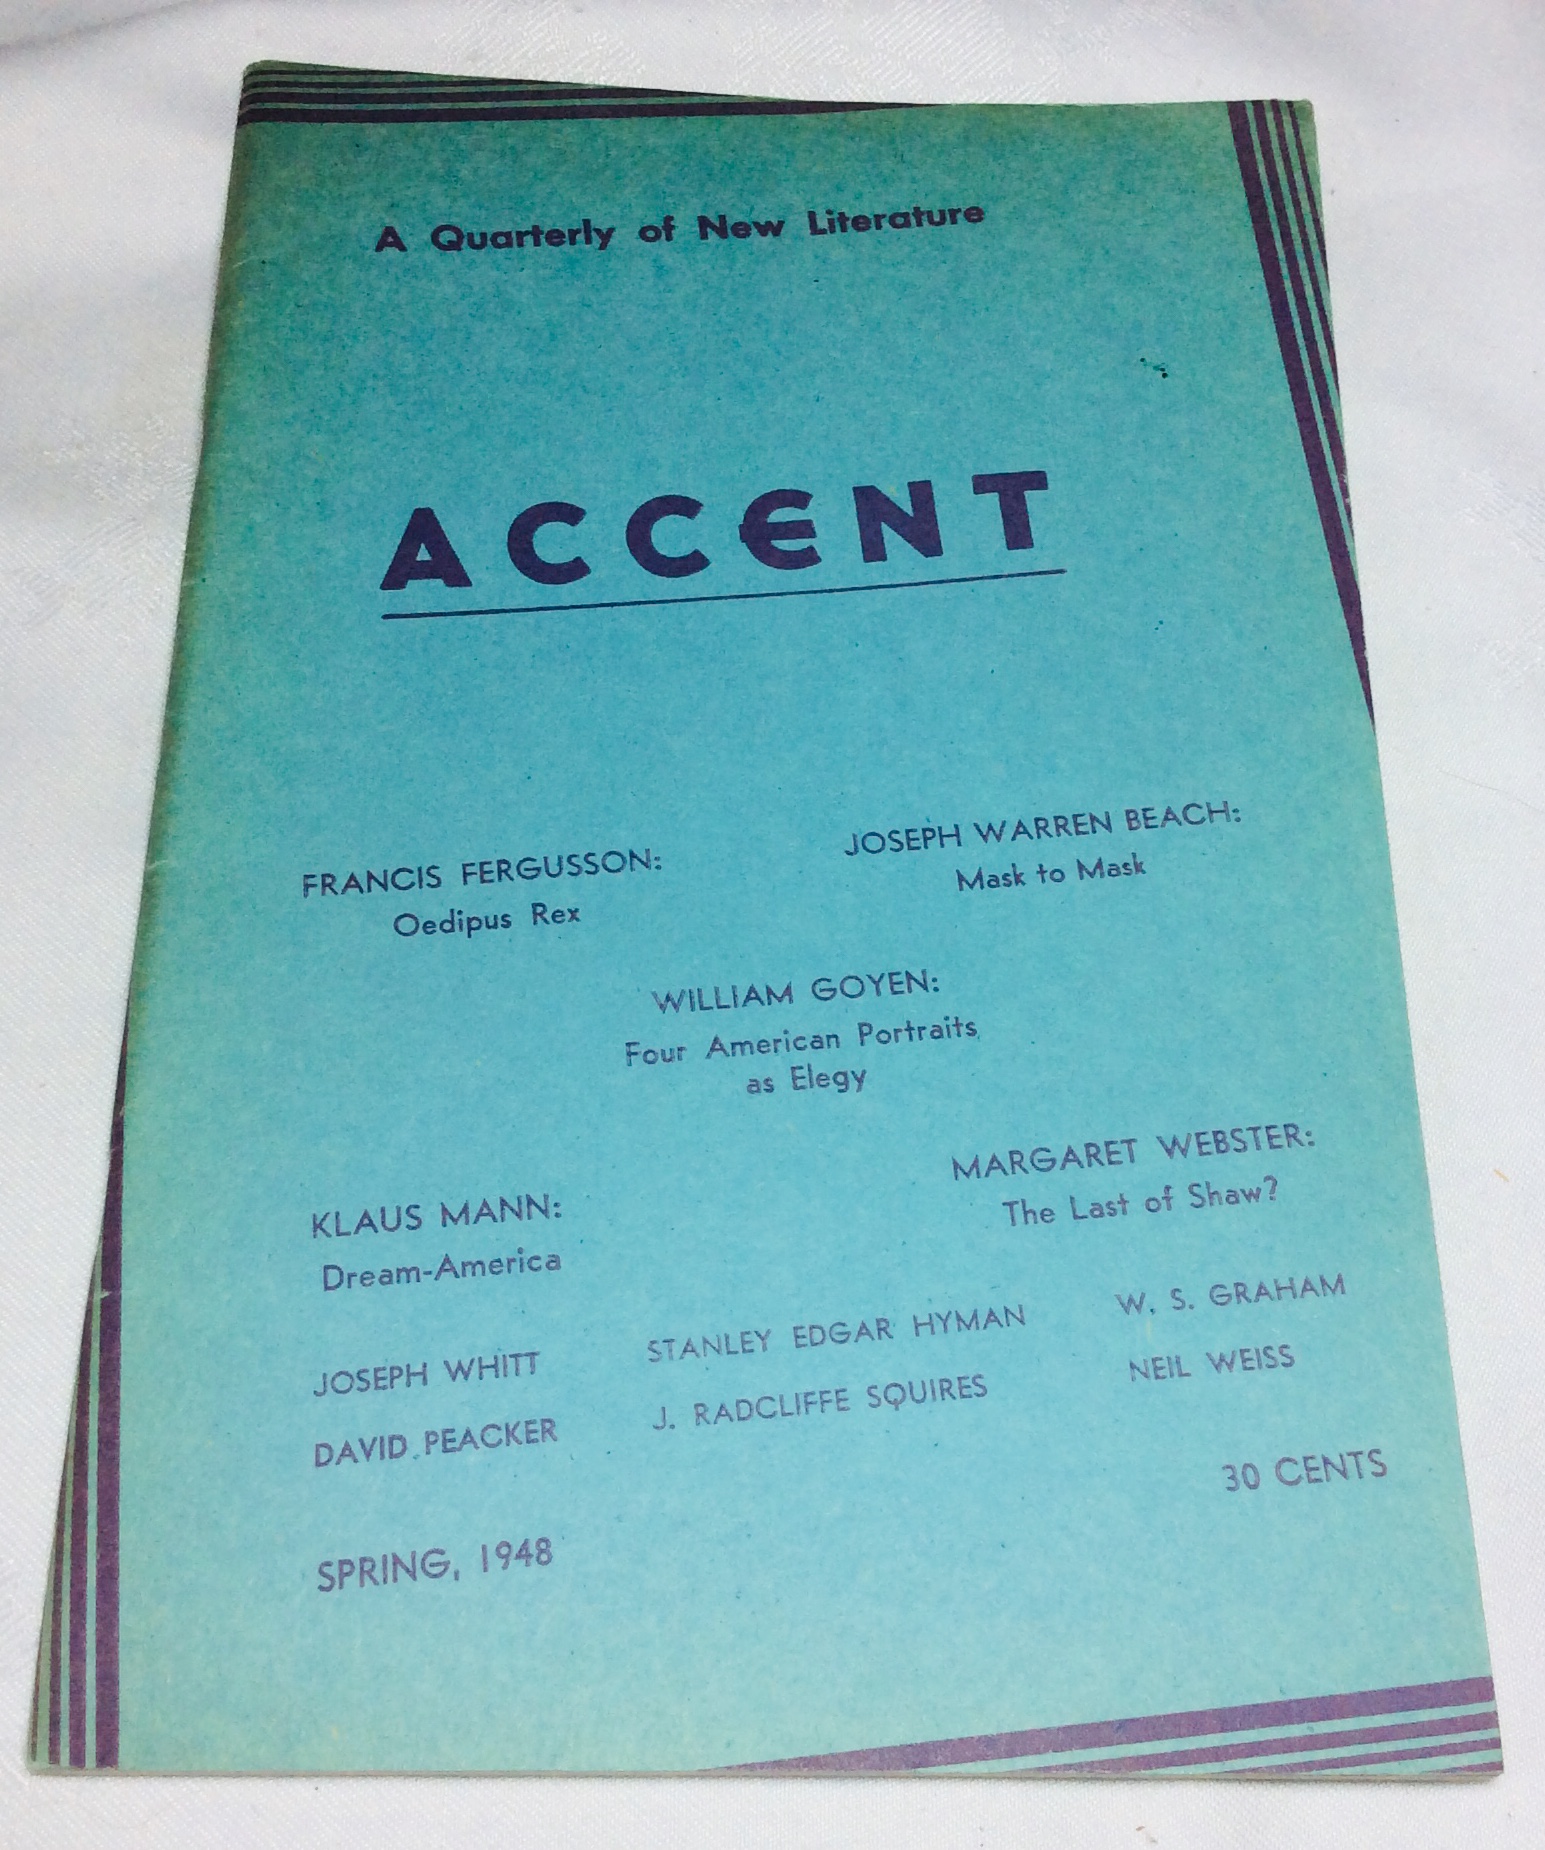 A Quarterly of New Literature
ACCENT
FRANCIS FERGUSSON:
Oedipus Rex
JOSEPH WARREN BEACH:
Mask to Mask
WILLIAM GOYEN:
Four American Portraits
as Elegy
KLAUS MANN:
Dream-America
MARGARET WEBSTER:
The Last of Shaw?
JOSEPH WHITT
STANLEY EDGAR HYMAN
W. S. GRAHAM
DAVID PEACKER
J. RADCLIFFE SQUIRES
NEIL WEISS
30 CENTS
SPRING, 1948